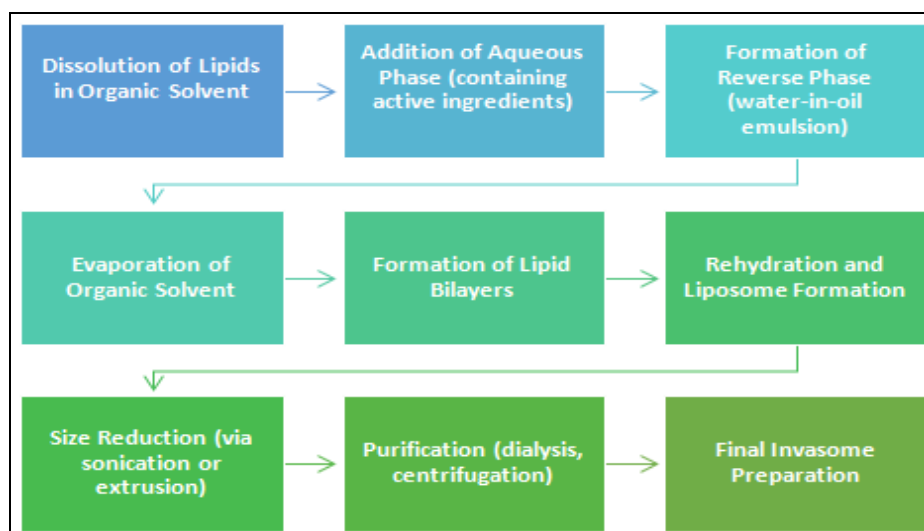 Dissolution of Lipids
in Organic Solvent
Addition of Aqueous
Phase (containing
active ingredients)
Formation of
Reverse Phase
(water-in-oil
emulsion)
Evaporation of
Organic Solvent
Formation of Lipid
Bilayers
Rehydration and
Liposome Formation
Size Reduction (via
sonication or
extrusion)
Purification (dialysis,
centrifugation)
Final Invasome
Preparation